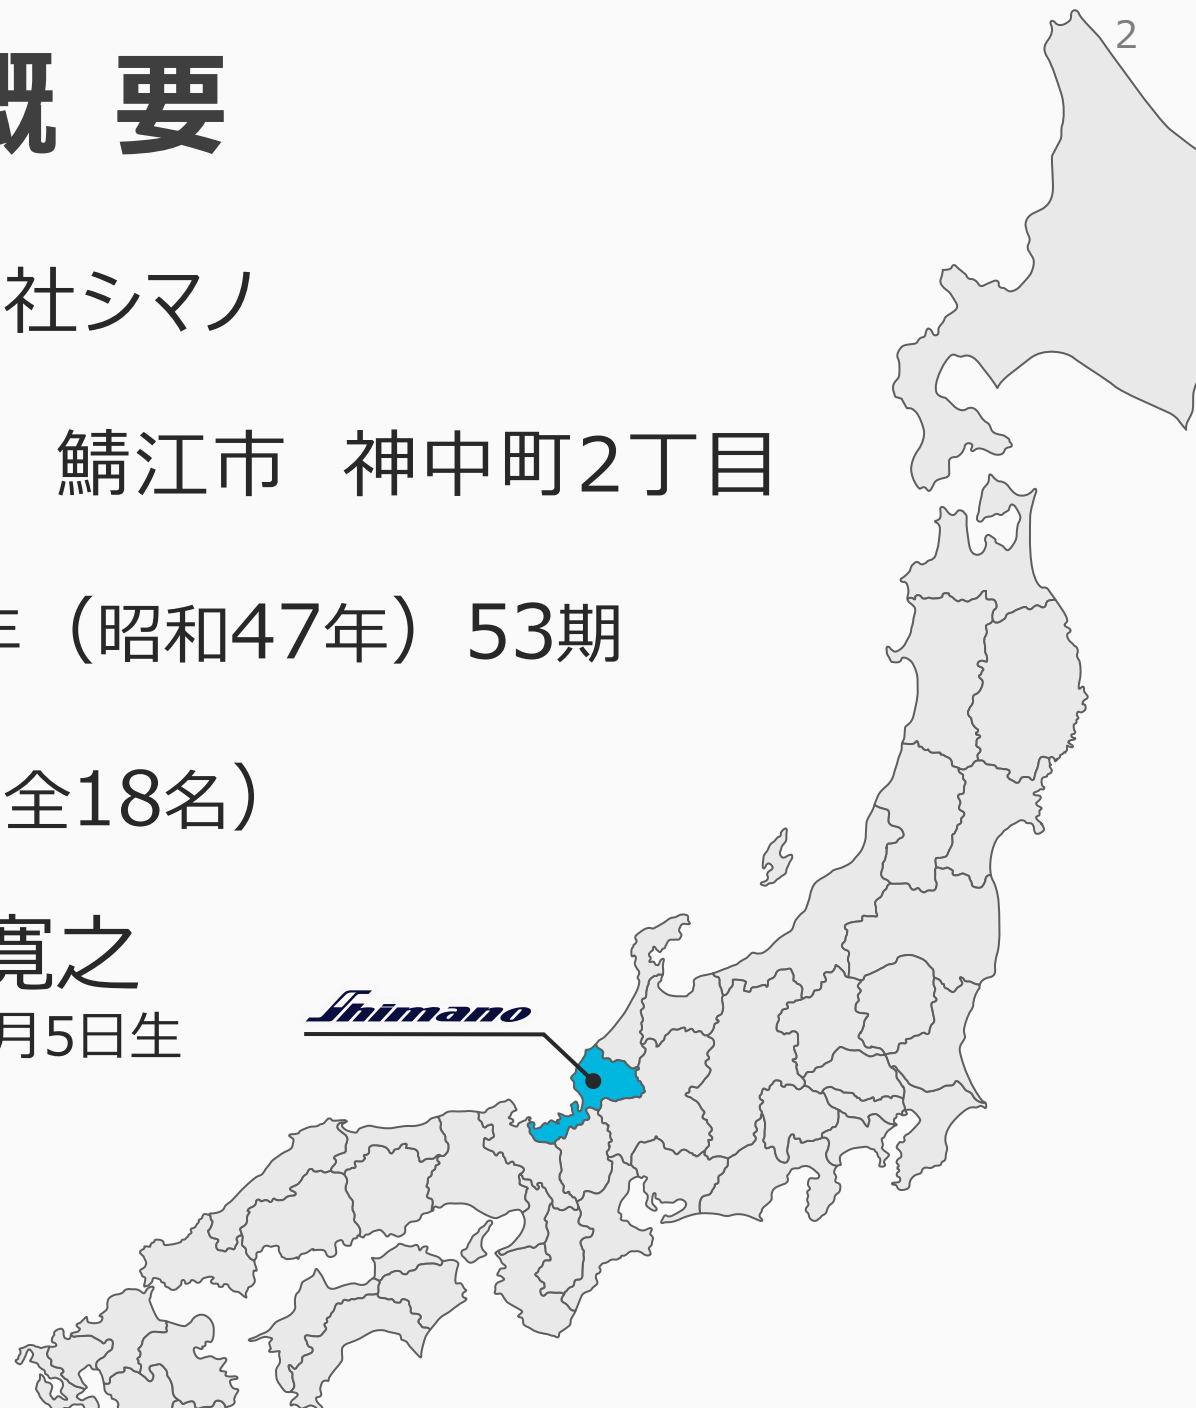 2
概 要
社シマノ
鯖江市　神中町2丁目
年（昭和47年）53期
全18名）
寛之
月5日生
Shimano